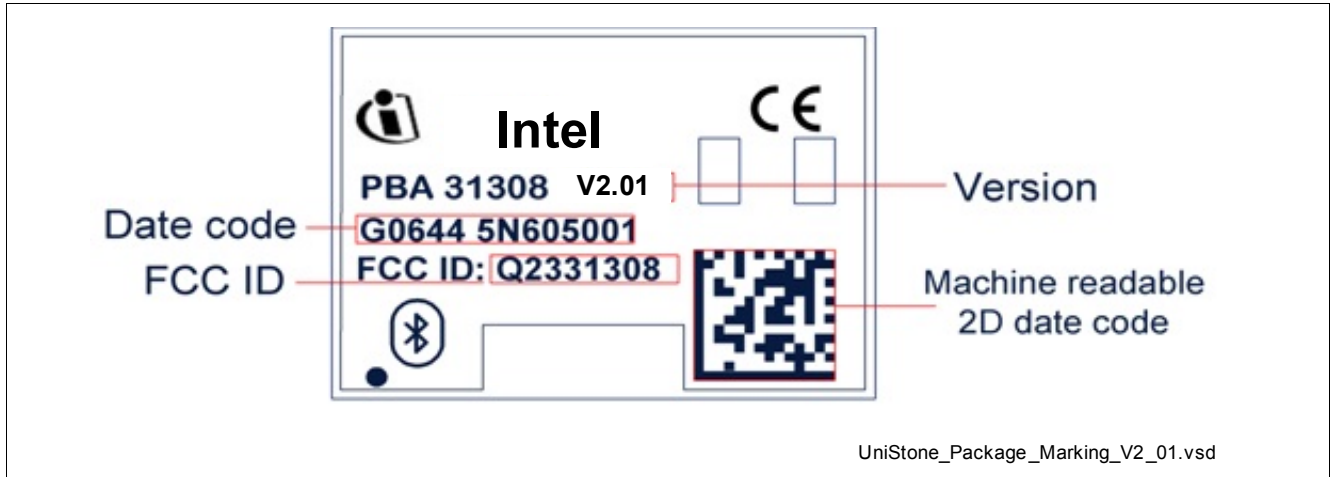 Intel
CE
PBA 31308 V2.01
Version
Date code
G0644 5N605001
FCC ID
FCC ID: Q2331308
Machine readable
2D date code
UniStone_Package_Marking_V2_01.vsd